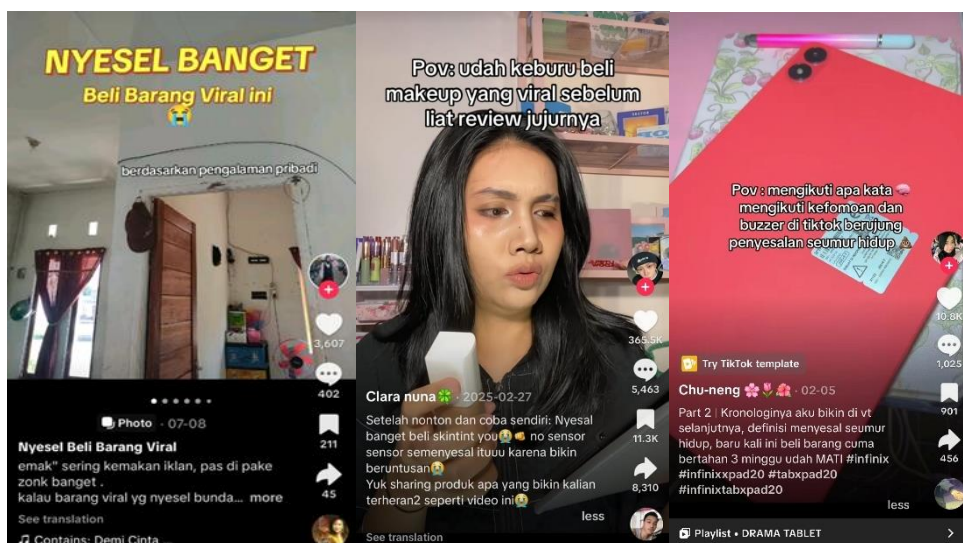 NYESEL BANGET
Beli Barang Viral ini
😭
berdasarkan pengalaman pribadi
3,607
402
211
45
Photo · 07-08
Nyesel Beli Barang Viral
emak" sering kemakan iklan, pas di pake
zonk banget .
kalau barang viral yg nyesel bunda... more
See translation
Contains: Demi Cinta ...
Pov: udah keburu beli
makeup yang viral sebelum
liat review jujurnya
365.5K
5,463
11.3K
8,310
Clara nuna🍀 · 2025-02-27
Setelah nonton dan coba sendiri: Nyesal
banget beli skintint you😭👊 no sensor
sensor semenyesal ituuu karena bikin
beruntusan😭
Yuk sharing produk apa yang bikin kalian
terheran2 seperti video ini😭
less
See translation
Pov : mengikuti apa kata 🧠
mengikuti kefomoan dan
buzzer di tiktok berujung
penyesalan seumur hidup 💩
10.8K
1,025
901
456
Try TikTok template
Chu-neng 🌸🌷🌺 · 02-05
Part 2 | Kronologinya aku bikin di vt
selanjutnya, definisi menyesal seumur
hidup, baru kali ini beli barang cuma
bertahan 3 minggu udah MATI #infinix
#infinixxpad20 #tabxpad20
#infinixtabxpad20
less
Playlist • DRAMA TABLET